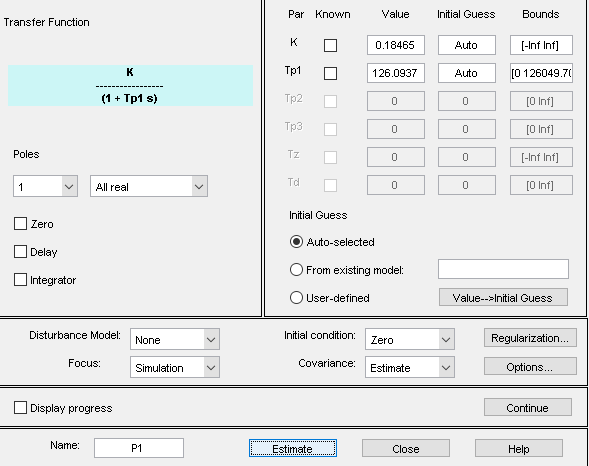 Transfer Function
K
-----------------
(1 + Tp1 s)
Poles
1 All real
Zero
Delay
Integrator
Par Known Value Initial Guess Bounds
K 0.18465 Auto [-Inf Inf]
Tp1 126.0937 Auto [0 126049.70
Tp2 0 0 [0 Inf]
Tp3 0 0 [0 Inf]
Tz 0 0 [-Inf Inf]
Td 0 0 [0 Inf]
Initial Guess
Auto-selected
From existing model:
User-defined Value-->Initial Guess
Disturbance Model: None Initial condition: Zero Regularization...
Focus: Simulation Covariance: Estimate Options...
Display progress Continue
Name: P1 Estimate Close Help